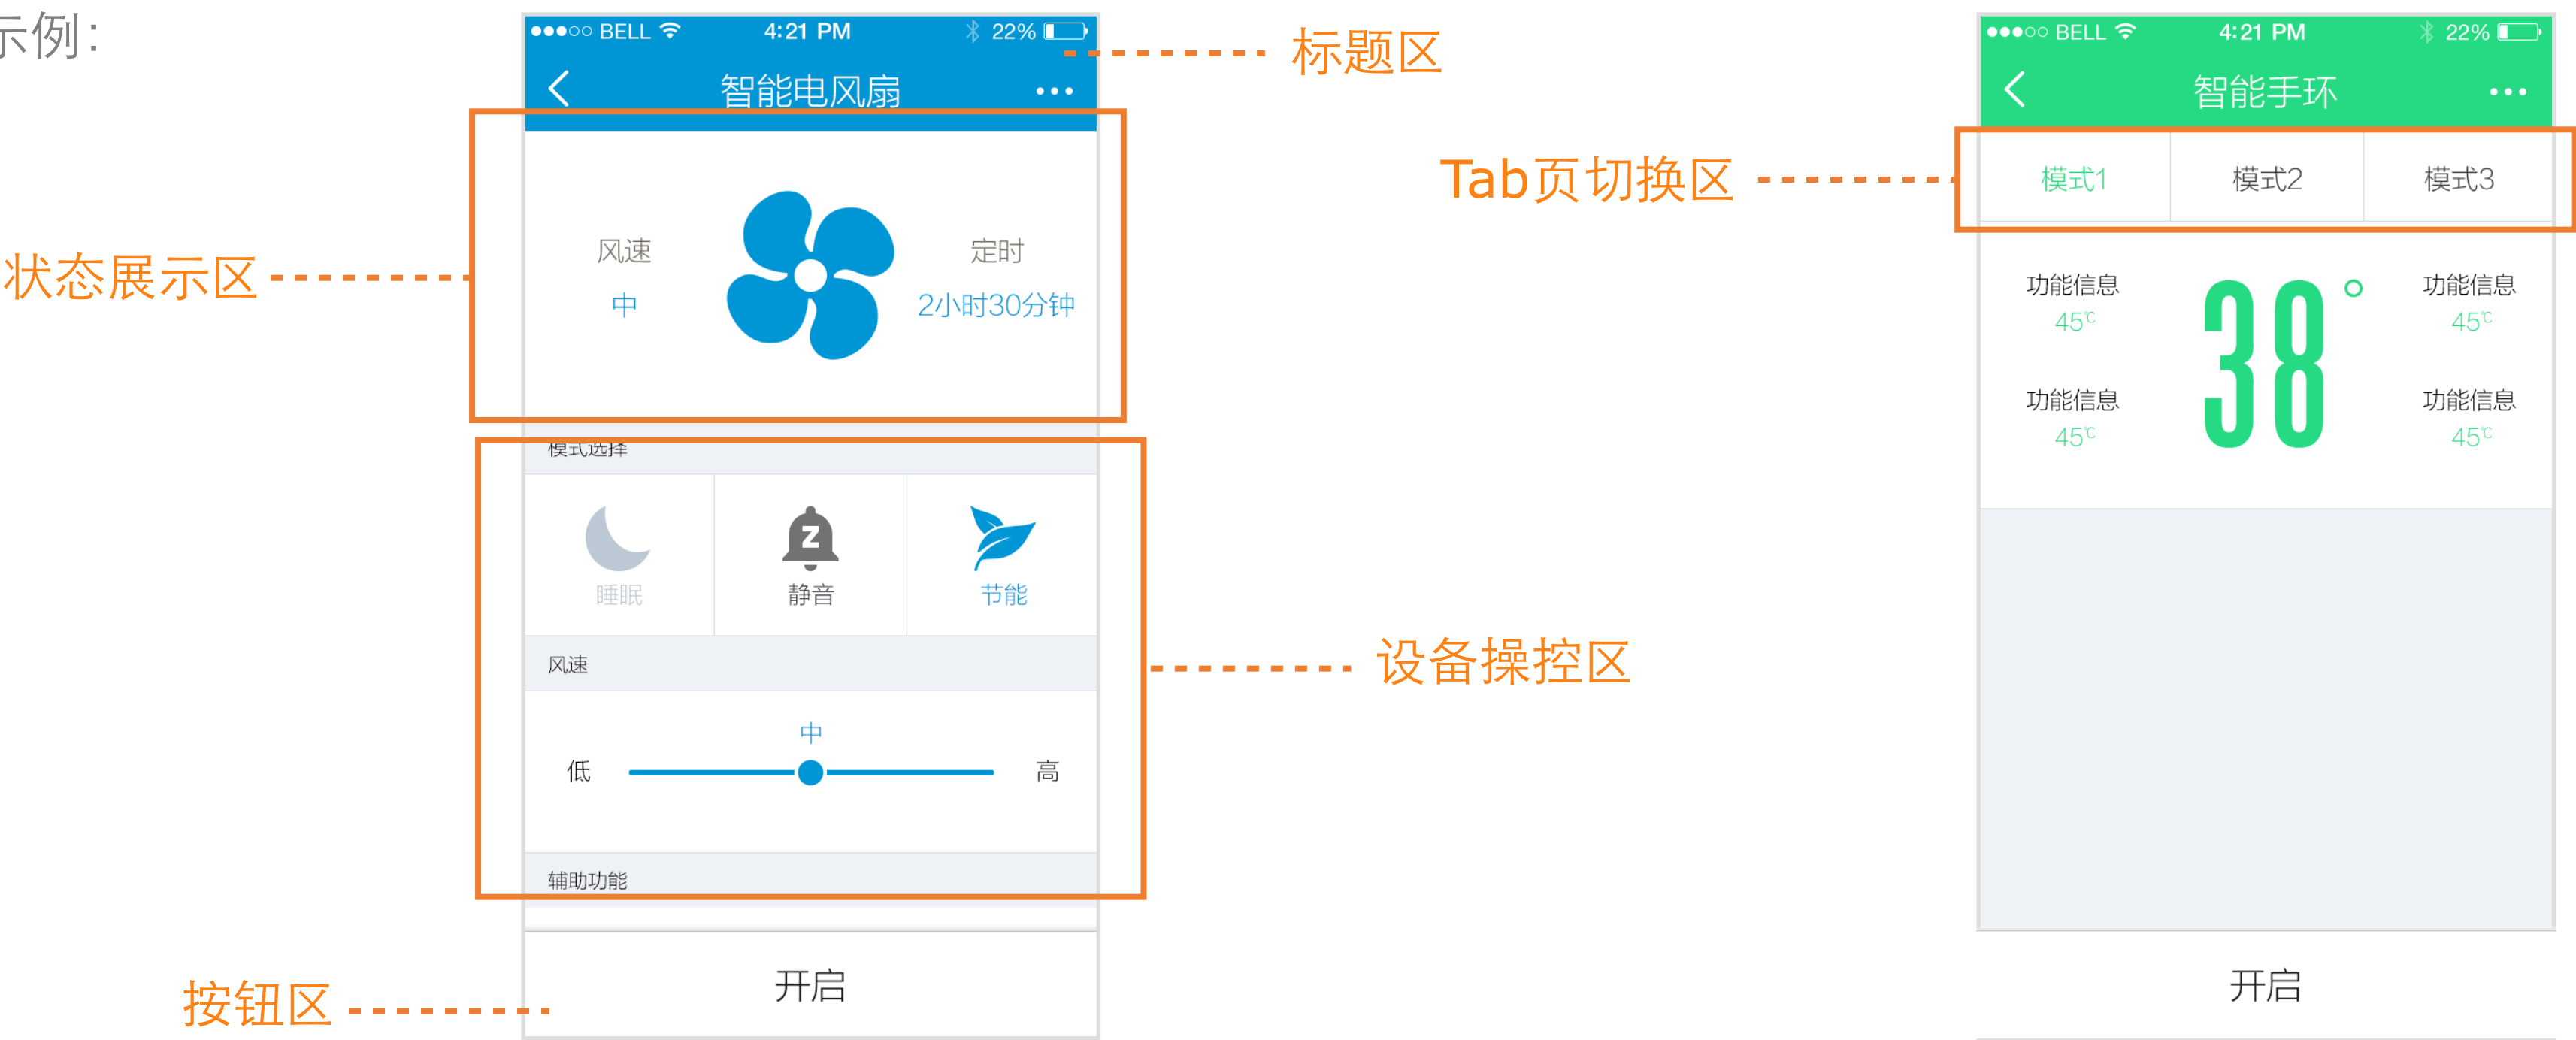 示例:
BELL 4:21 PM 22%
智能电风扇
标题区
状态展示区
风速
中
定时
2小时30分钟
模式选择
睡眠
静音
节能
风速
中
低
高
设备操控区
辅助功能
按钮区
开启
BELL 4:21 PM 22%
智能手环
Tab页切换区
模式1 模式2 模式3
功能信息
45℃
功能信息
45℃
38°
功能信息
45℃
功能信息
45℃
开启